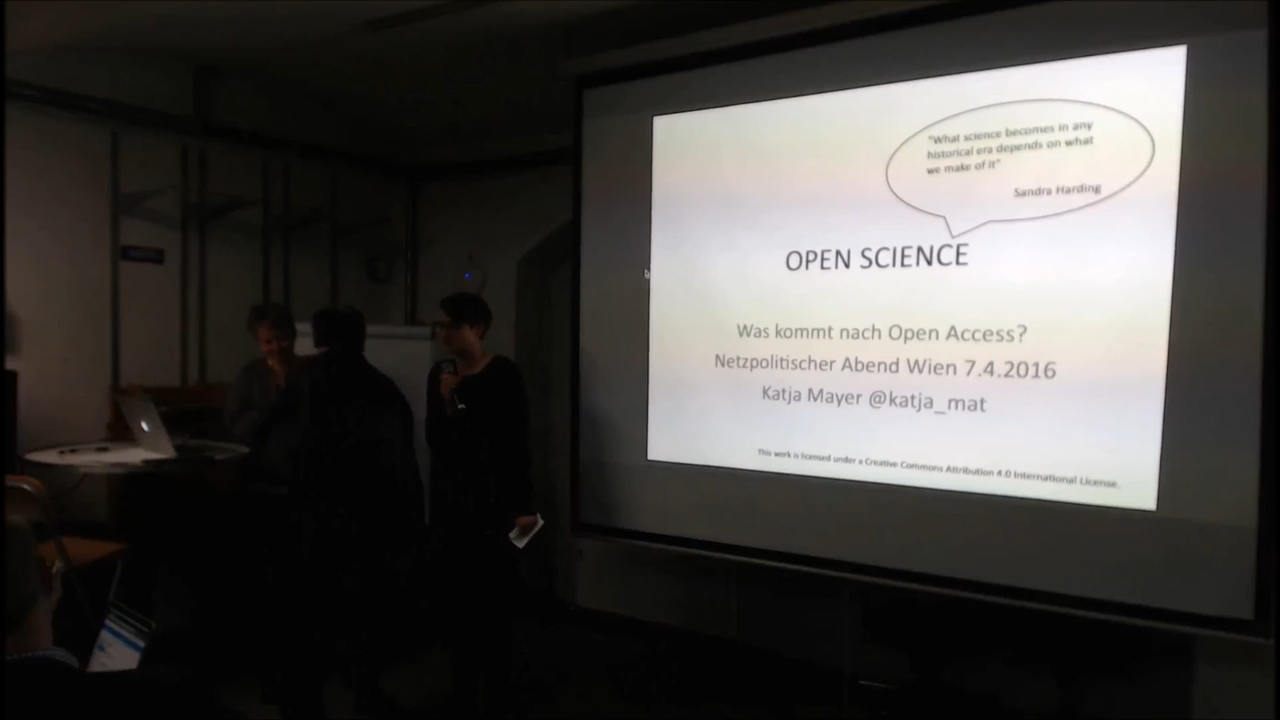 "What science becomes in any
historical era depends on what
we make of it"
Sandra Harding
OPEN SCIENCE
Was kommt nach Open Access?
Netzpolitischer Abend Wien 7.4.2016
Katja Mayer @katja_mat
This work is licensed under a Creative Commons Attribution 4.0 International License.